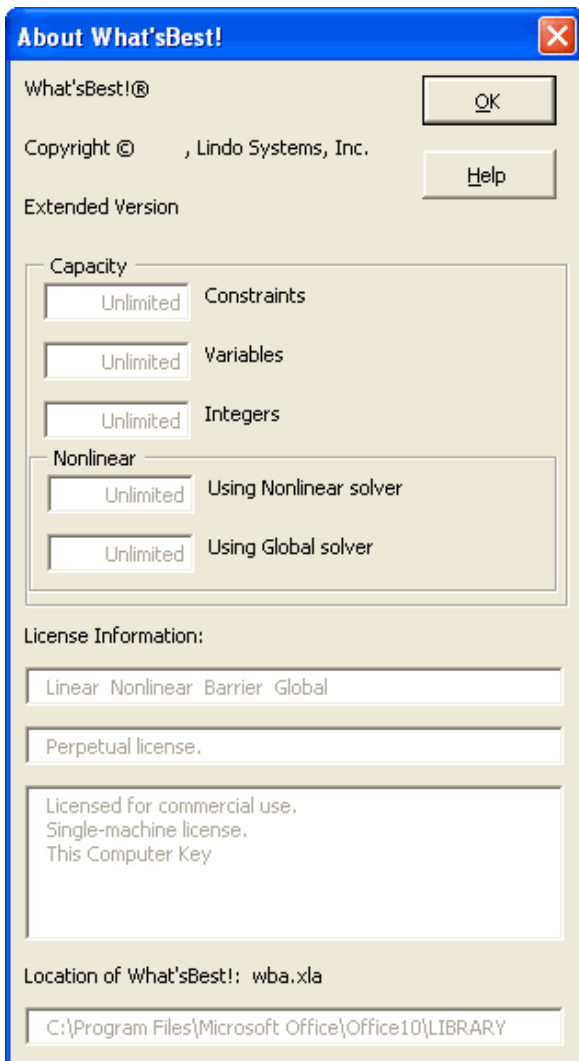 About What'sBest!
What'sBest!®
OK
Copyright © , Lindo Systems, Inc.
Help
Extended Version
Capacity
Unlimited Constraints
Unlimited Variables
Unlimited Integers
Nonlinear
Unlimited Using Nonlinear solver
Unlimited Using Global solver
License Information:
Linear Nonlinear Barrier Global
Perpetual license.
Licensed for commercial use.
Single-machine license.
This Computer Key
Location of What'sBest!: wba.xla
C:\Program Files\Microsoft Office\Office10\LIBRARY